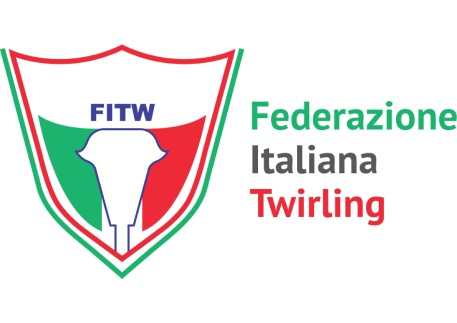 FITW
Federazione
Italiana
Twirling